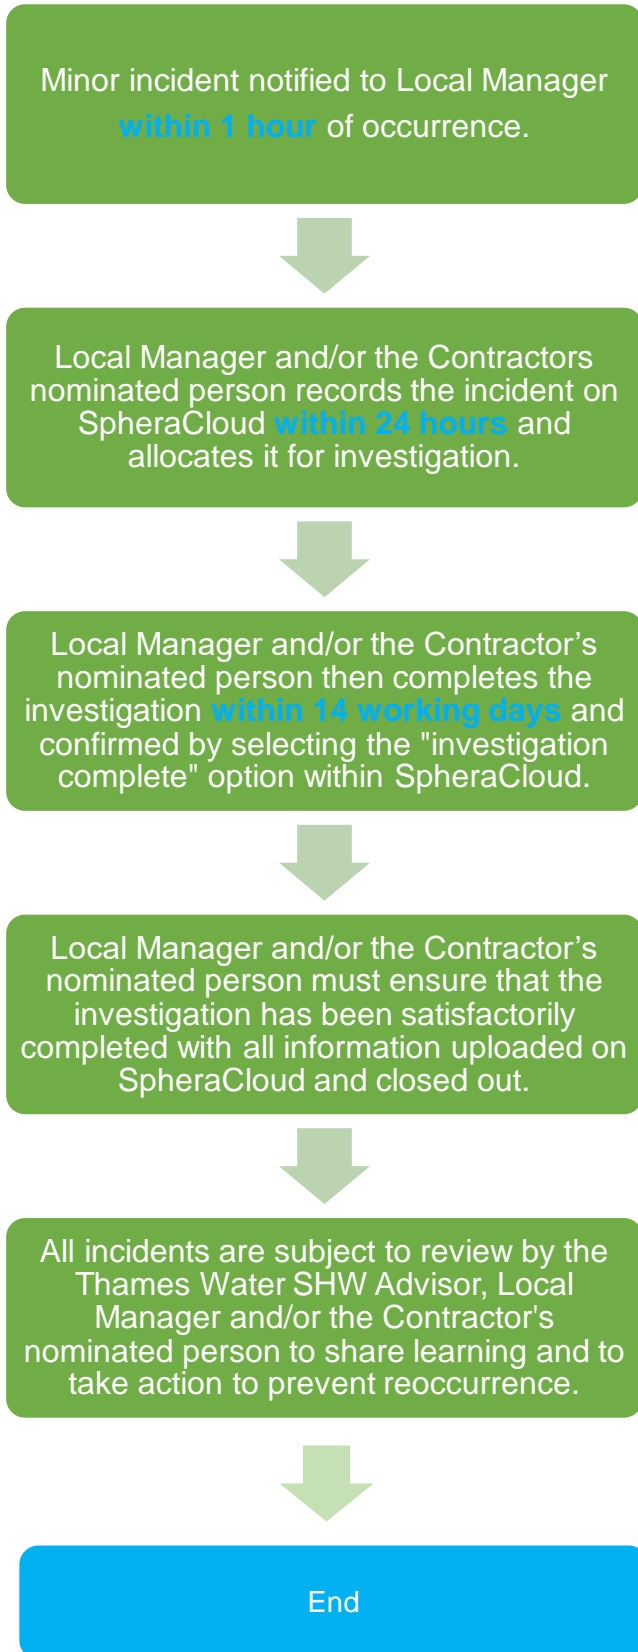 Minor incident notified to Local Manager
within 1 hour of occurrence.
Local Manager and/or the Contractors
nominated person records the incident on
SpheraCloud within 24 hours and
allocates it for investigation.
Local Manager and/or the Contractor’s
nominated person then completes the
investigation within 14 working days and
confirmed by selecting the "investigation
complete" option within SpheraCloud.
Local Manager and/or the Contractor’s
nominated person must ensure that the
investigation has been satisfactorily
completed with all information uploaded on
SpheraCloud and closed out.
All incidents are subject to review by the
Thames Water SHW Advisor, Local
Manager and/or the Contractor's
nominated person to share learning and to
take action to prevent reoccurrence.
End